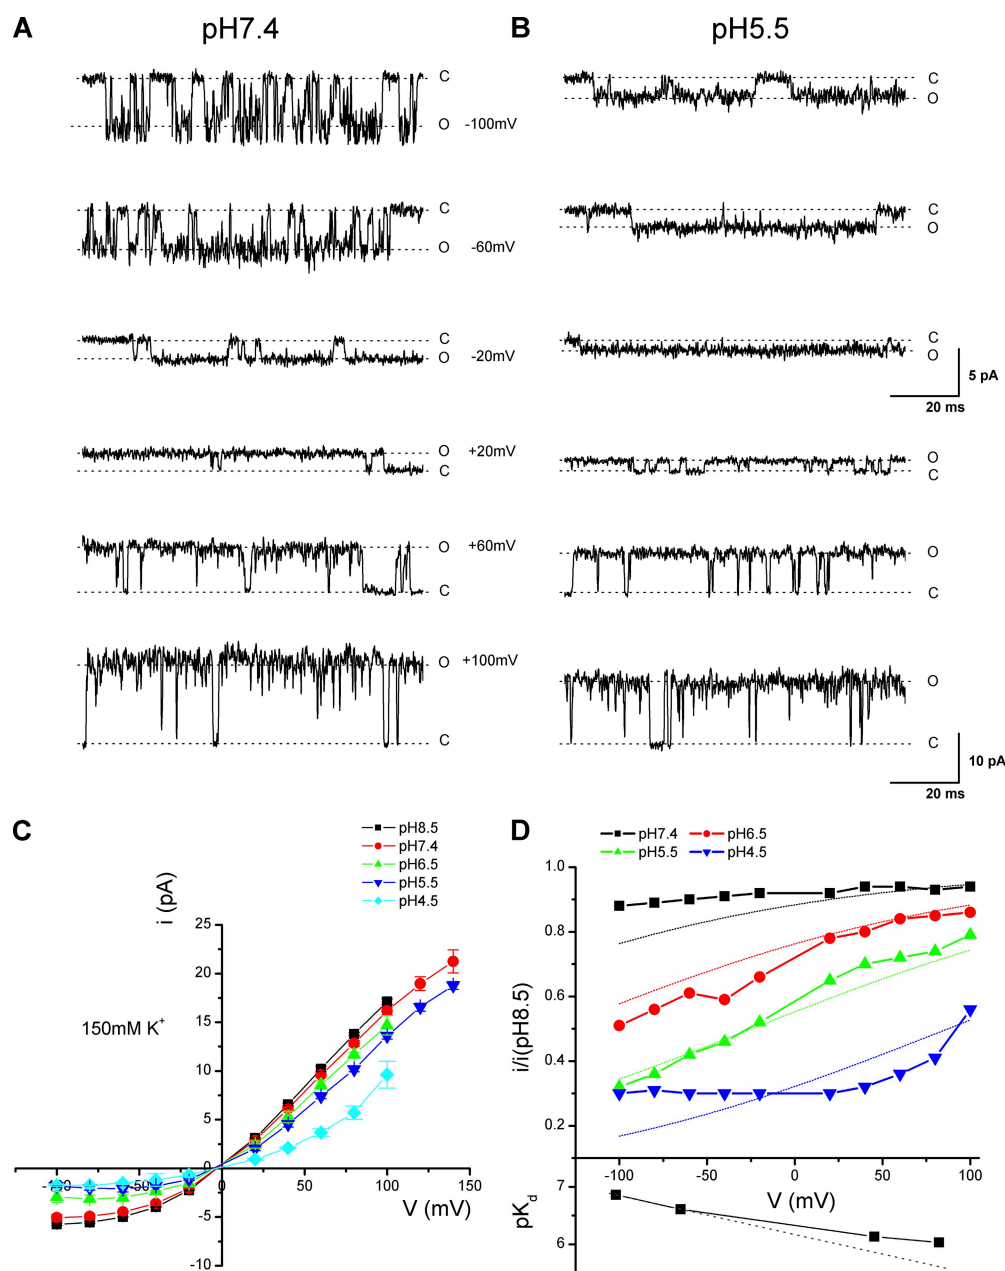 A pH7.4 B pH5.5
C C
O -100mV O
C C
O -60mV O
C C
O -20mV O
5 pA
20 ms
O +20mV O
C C
O +60mV O
C C
O +100mV O
C C
10 pA
20 ms
C D
pH8.5
pH7.4
pH6.5
pH5.5
pH4.5
i (pA)
25
20
15
10
5
0
-5
-10
150mM K+
-100 -50 0 50 100 150
V (mV)
pH7.4 pH6.5
pH5.5 pH4.5
1.0
0.8
0.6
0.4
0.2
i/i(pH8.5)
-100 -50 0 50 100
V (mV)
7
6
pKd